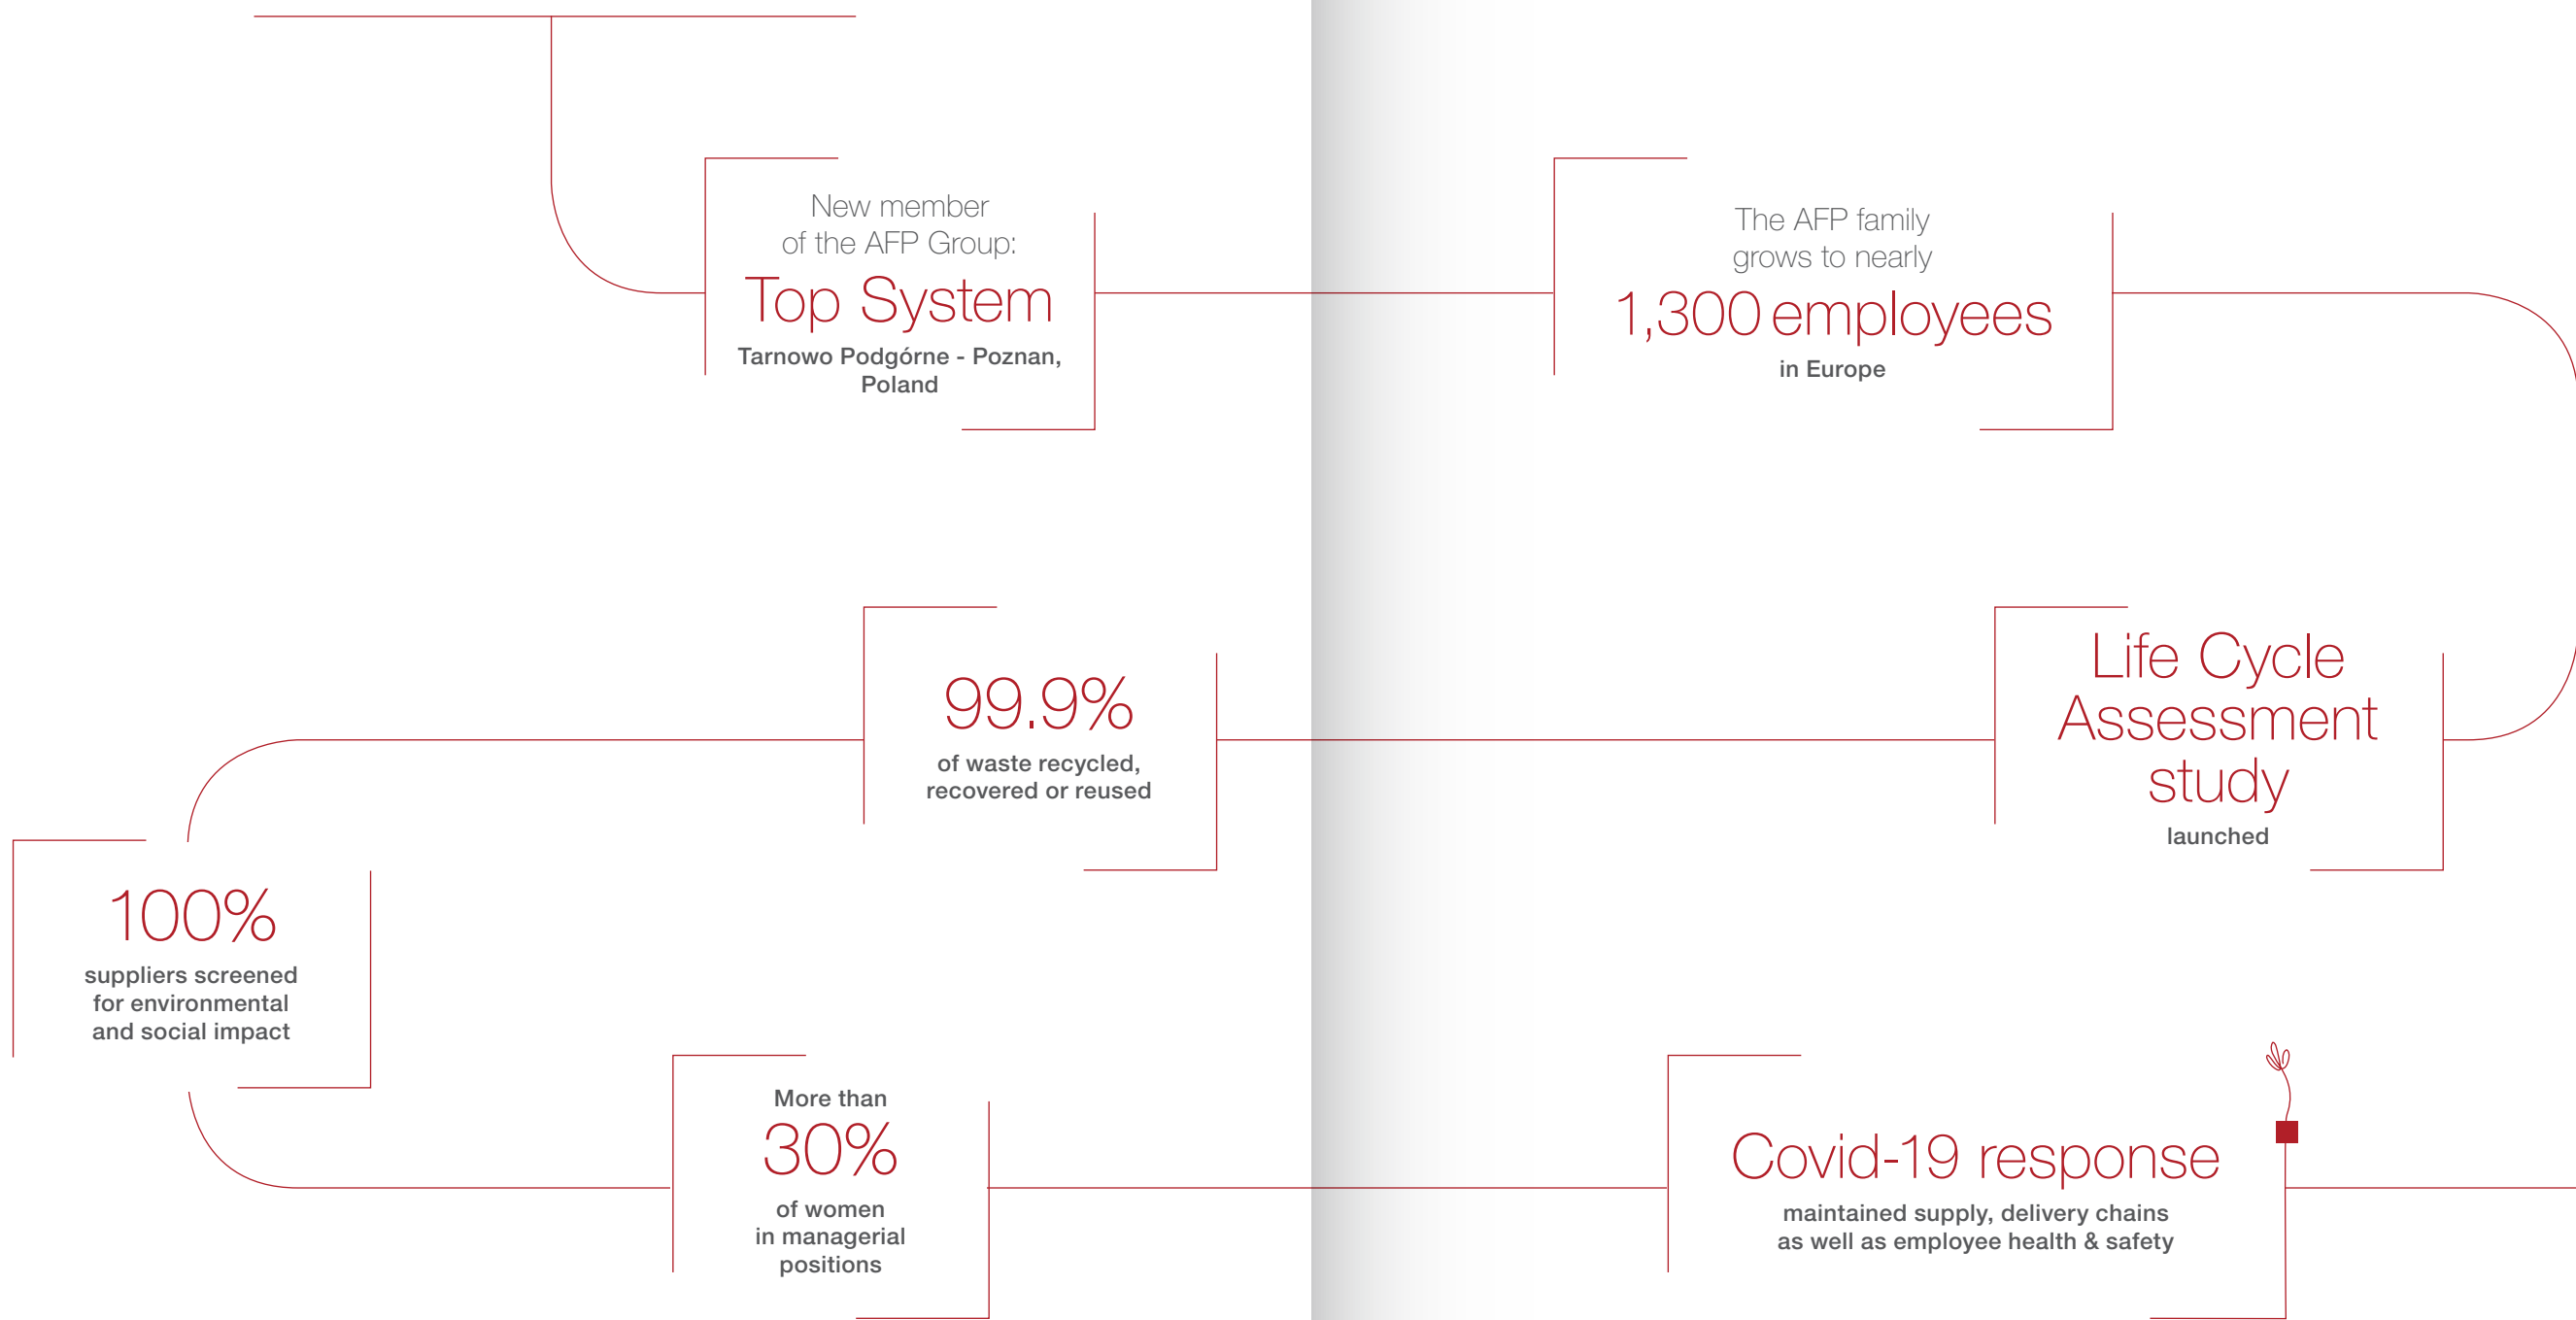 New member
of the AFP Group:
Top System
Tarnowo Podgórne - Poznan,
Poland
The AFP family
grows to nearly
1,300 employees
in Europe
Life Cycle
Assessment
study
launched
99.9%
of waste recycled,
recovered or reused
100%
suppliers screened
for environmental
and social impact
More than
30%
of women
in managerial
positions
Covid-19 response
maintained supply, delivery chains
as well as employee health & safety